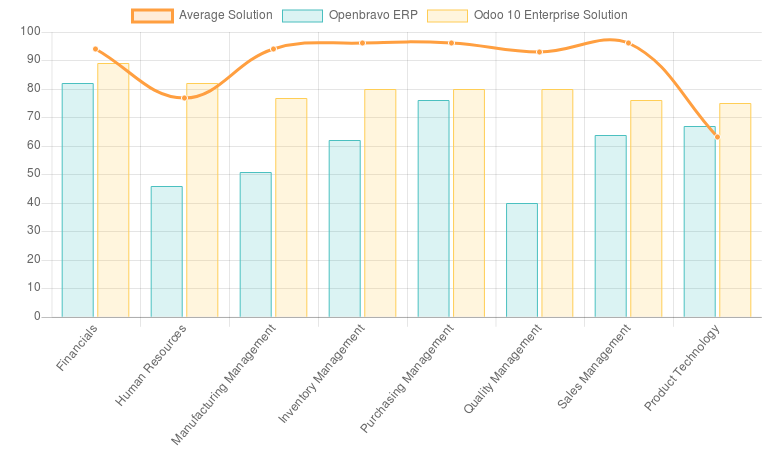 Average Solution Openbravo ERP Odoo 10 Enterprise Solution
100
90
80
70
60
50
40
30
20
10
0
Financials
Human Resources
Manufacturing Management
Inventory Management
Purchasing Management
Quality Management
Sales Management
Product Technology